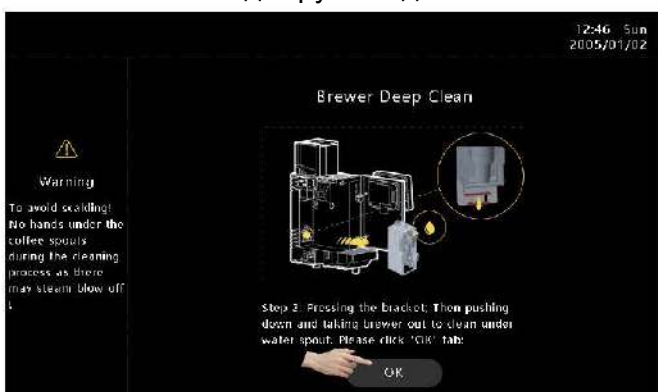 12:46 Sun
2005/01/02
Brewer Deep Clean
Warning
To avoid scalding!
No hands under the
coffee spouts
during the cleaning
process as there
may steam blow off
!
Step 2: Pressing the bracket; Then pushing
down and taking brewer out to clean under
water spout. Please click "OK" tab:
OK